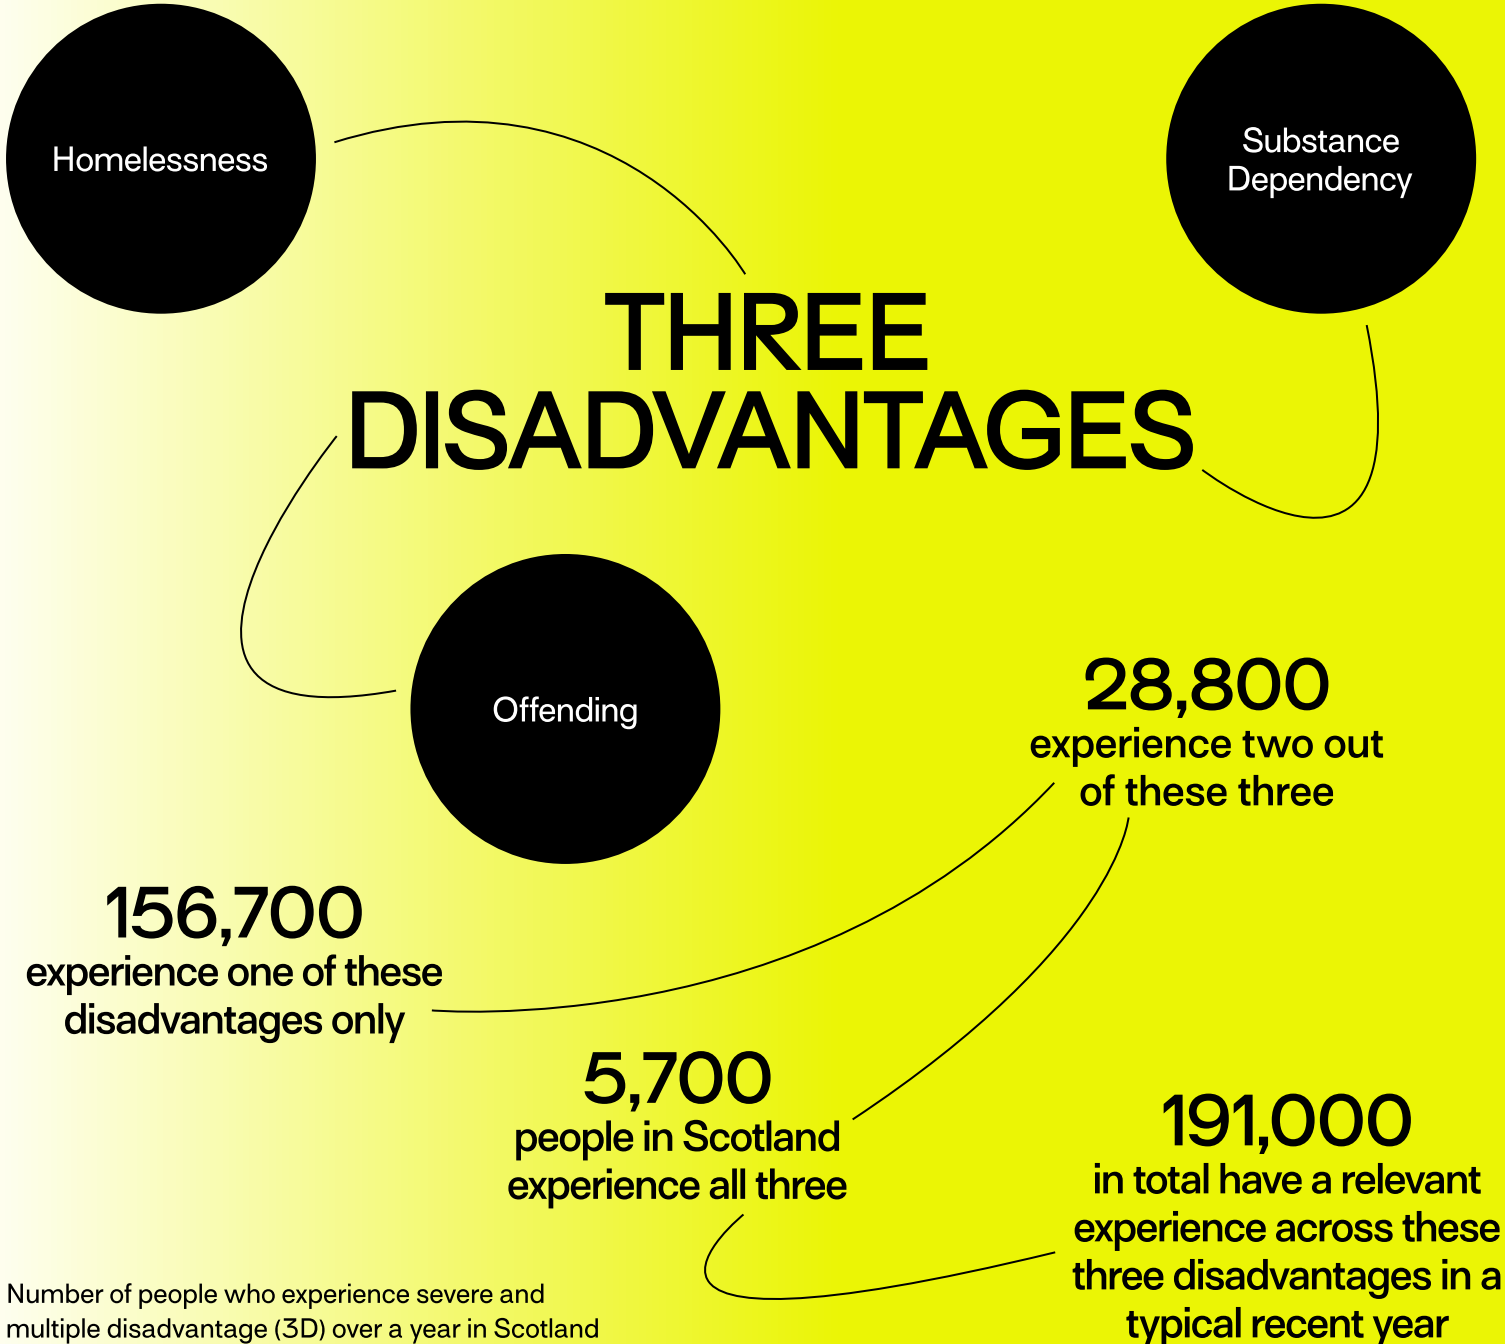 Homelessness
Substance
Dependency
THREE
DISADVANTAGES
Offending
28,800
experience two out
of these three
156,700
experience one of these
disadvantages only
5,700
people in Scotland
experience all three
191,000
in total have a relevant
experience across these
three disadvantages in a
typical recent year
Number of people who experience severe and
multiple disadvantage (3D) over a year in Scotland